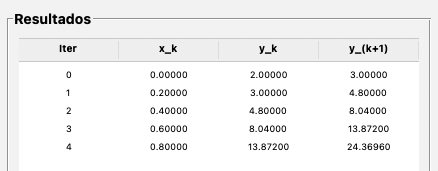 Resultados
Iter x_k y_k y_(k+1)
0 0.00000 2.00000 3.00000
1 0.20000 3.00000 4.80000
2 0.40000 4.80000 8.04000
3 0.60000 8.04000 13.87200
4 0.80000 13.87200 24.36960